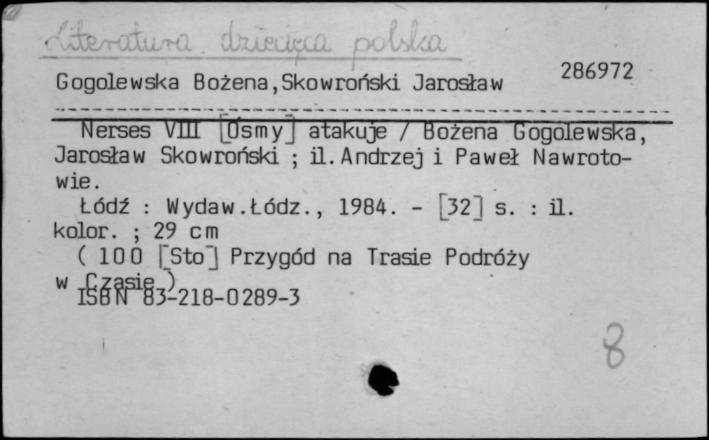 Literatura dziecięca polska
Gogolewska Bożena,Skowroński Jarosław 286972
Nerses VIII [Ósmy] atakuje / Bożena Gogolewska,
Jarosław Skowroński ; il.Andrzej i Paweł Nawroto-
wie.
Łódź : Wydaw.Łódz., 1984. - [32] s. : il.
kolor. ; 29 cm
( 100 [Sto] Przygód na Trasie Podróży
w Czasie )
ISBN 83-218-0289-3
8